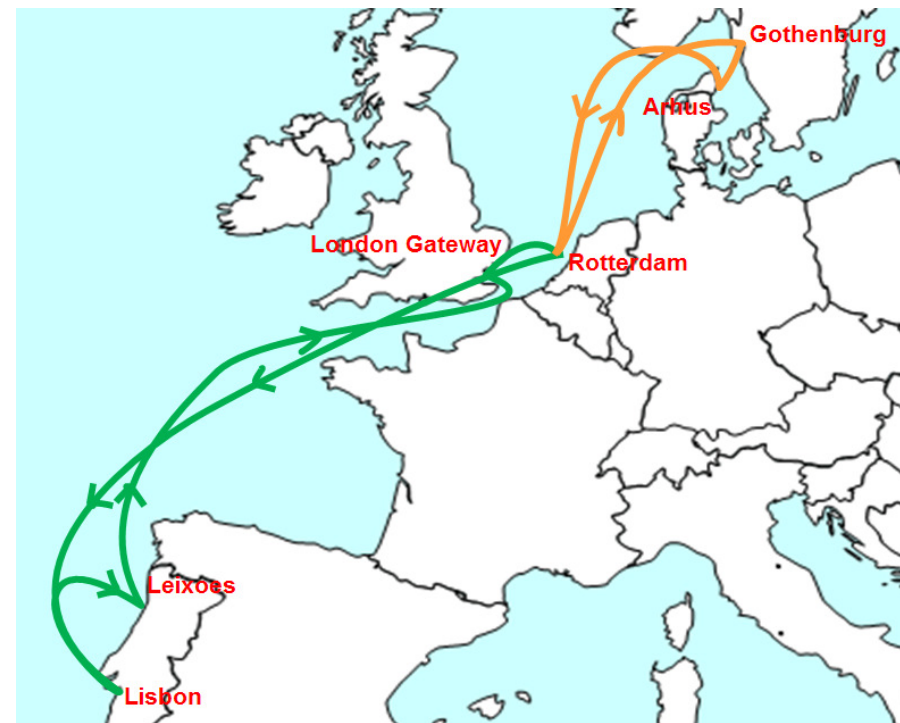 Gothenburg
Arhus
London Gateway
Rotterdam
Leixoes
Lisbon